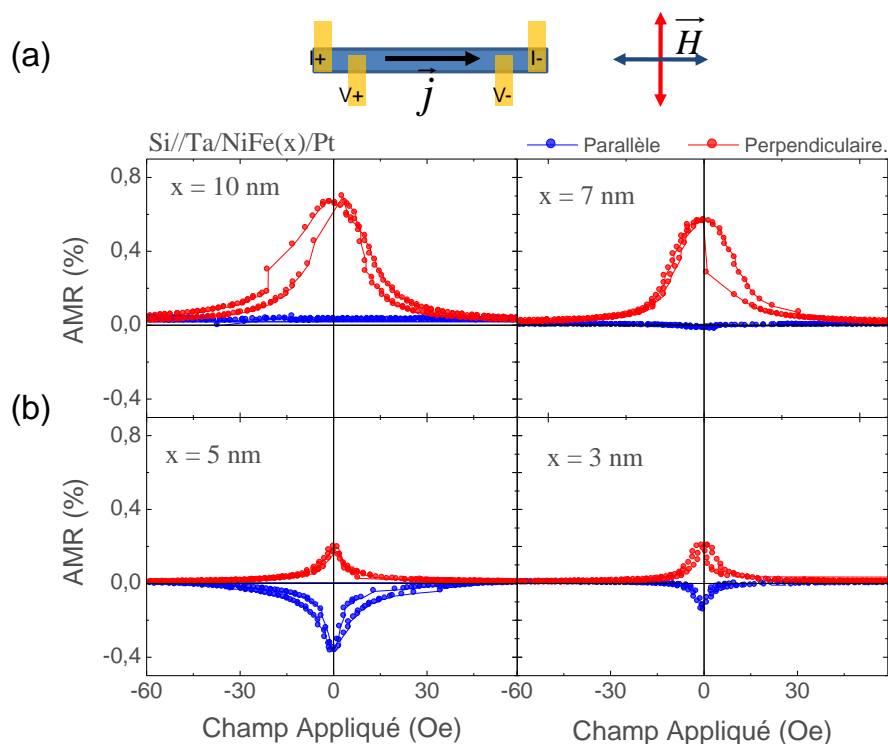 (a)
I+
I-
V+
V-
j
H
Si//Ta/NiFe(x)/Pt
Parallèle
Perpendiculaire.
(b)
AMR (%)
0,8
0,4
0,0
-0,4
x = 10 nm
x = 7 nm
AMR (%)
0,8
0,4
0,0
-0,4
x = 5 nm
x = 3 nm
-60
-30
0
30
-60
-30
0
30
Champ Appliqué (Oe)
Champ Appliqué (Oe)